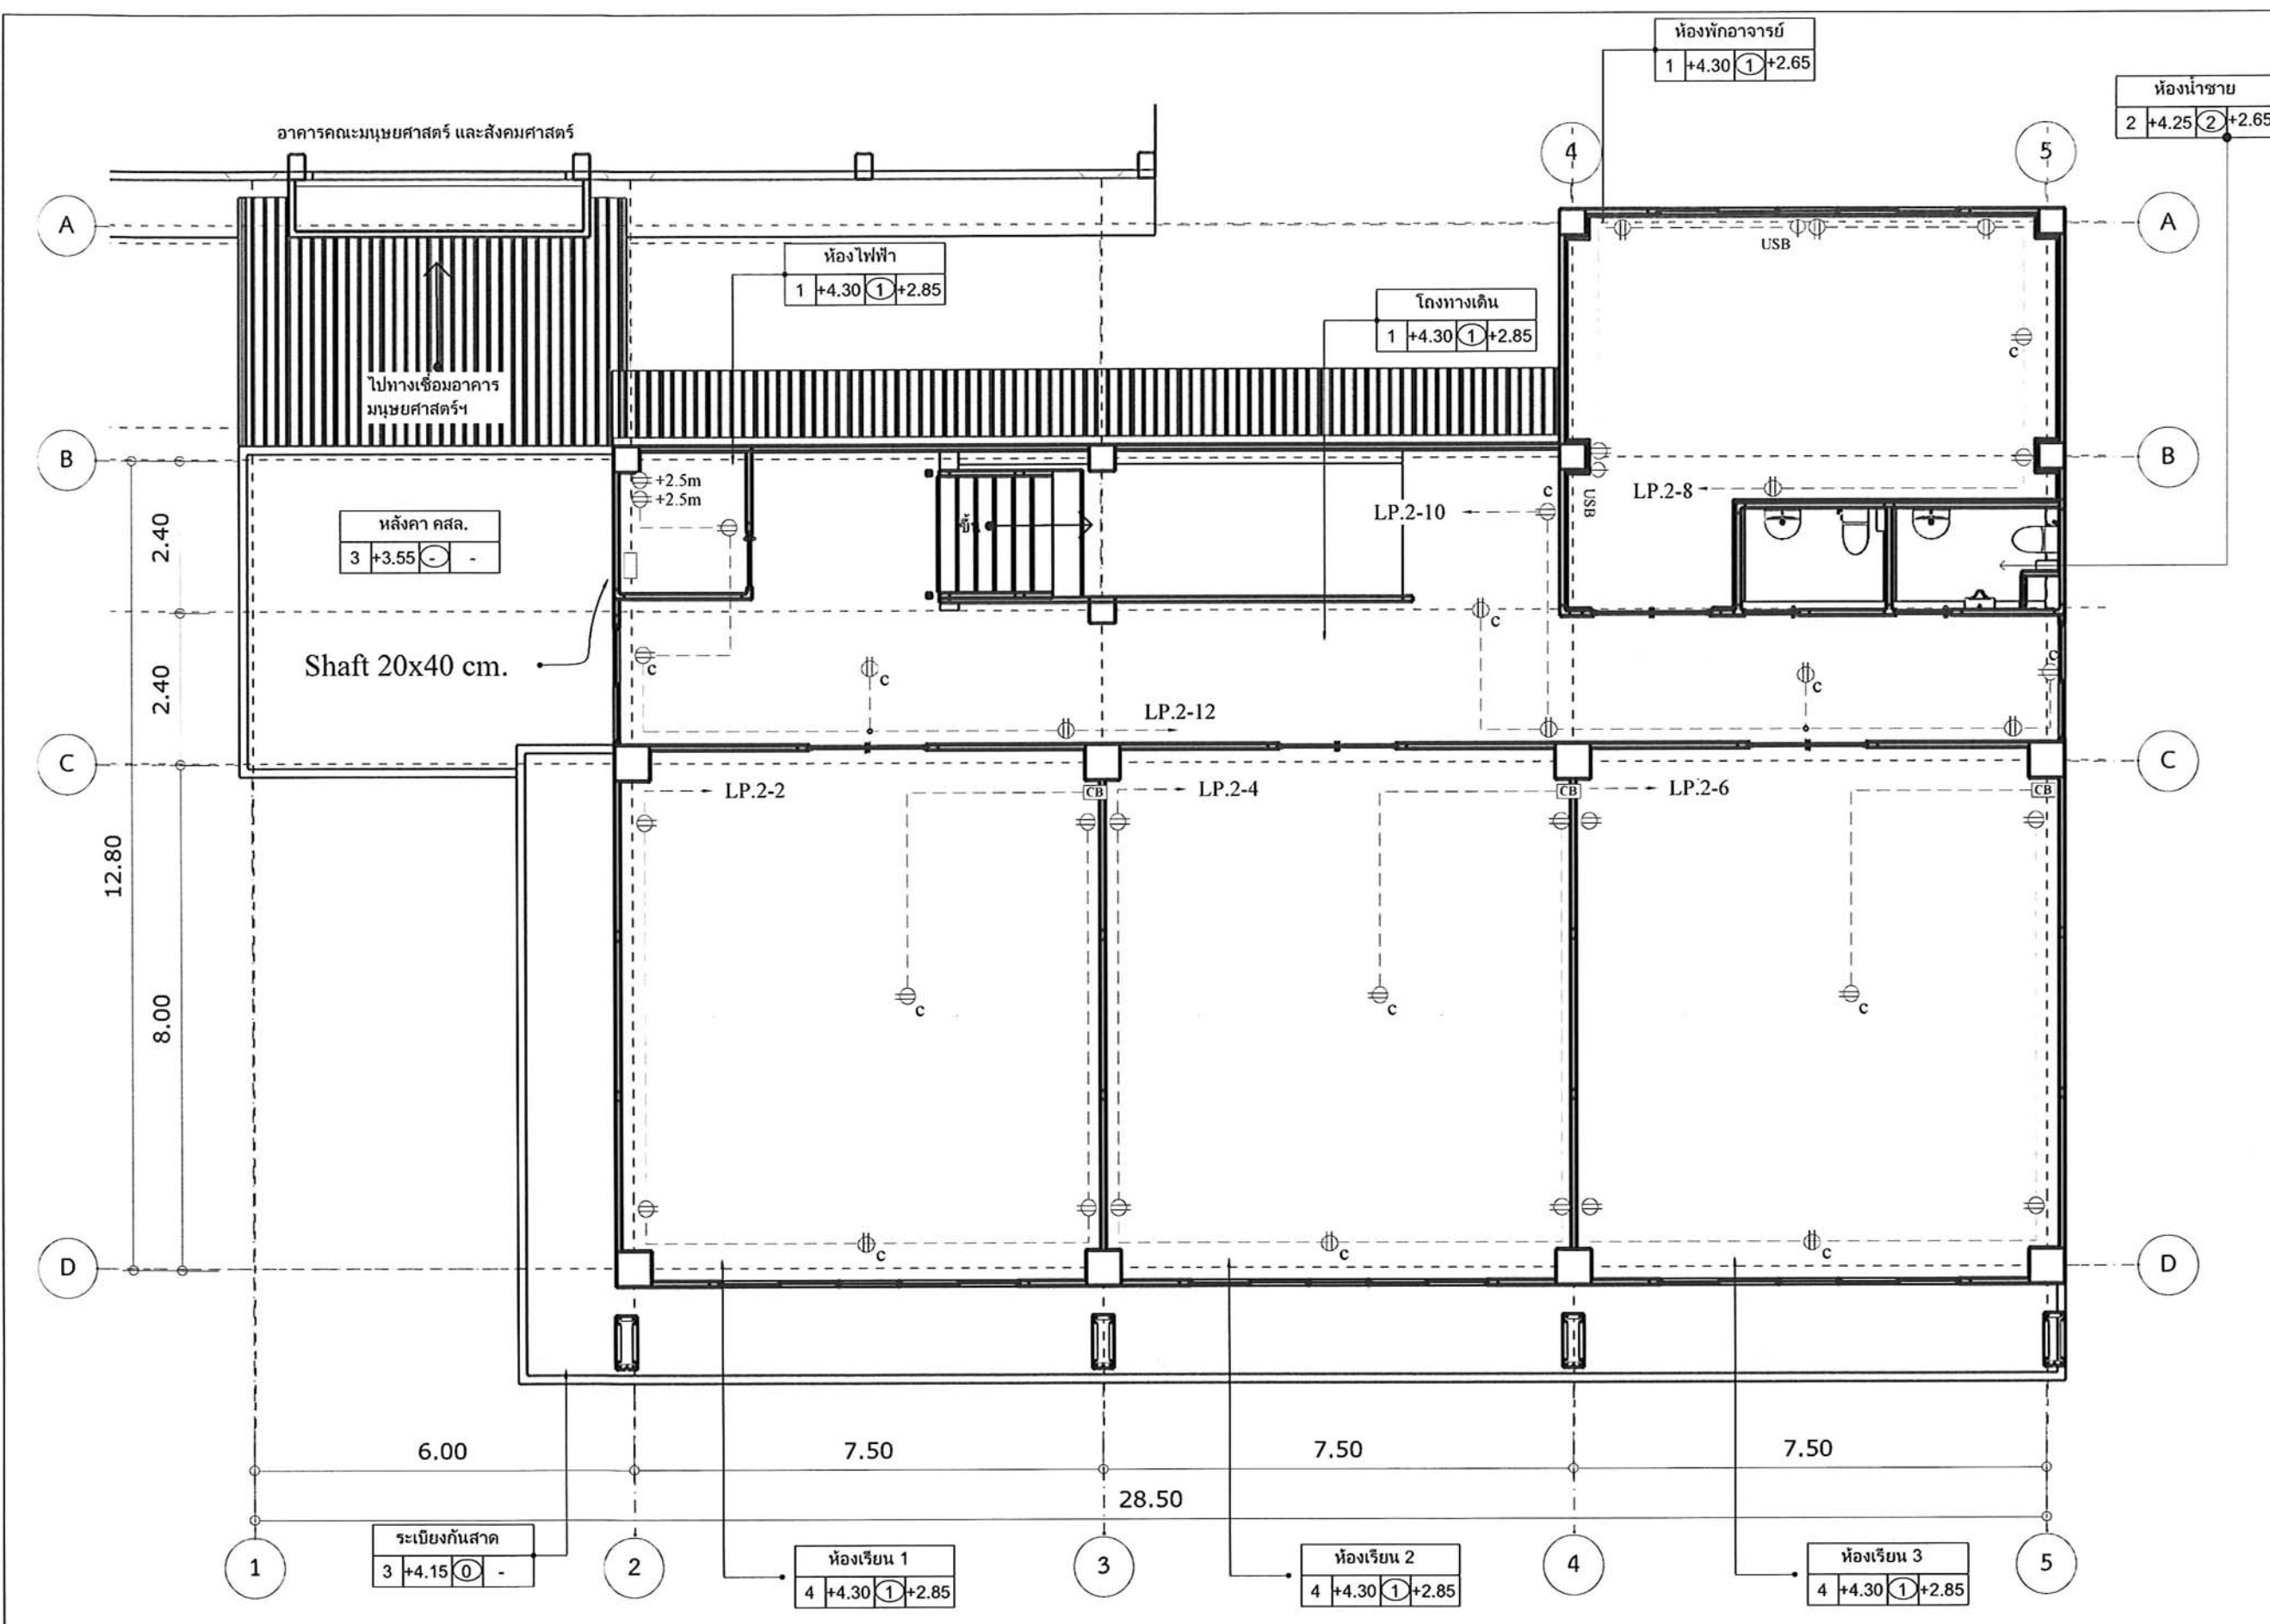 ห้องพักอาจารย์
1 +4.30 1 +2.65
ห้องน้ำชาย
2 +4.25 2 +2.65
อาคารคณะมนุษยศาสตร์ และสังคมศาสตร์
4
5
A
A
USB
ห้องไฟฟ้า
1 +4.30 1 +2.85
โถงทางเดิน
1 +4.30 1 +2.85
c
ไปทางเชื่อมอาคาร
มนุษยศาสตร์ฯ
B
B
+2.5m
+2.5m
LP.2-8
USB
c
LP.2-10
ขึ้น
2.40
หลังคา คสล.
3 +3.55 - -
c
Shaft 20x40 cm.
c
c
c
c
2.40
LP.2-12
C
C
LP.2-2
CB
LP.2-4
CB
LP.2-6
CB
12.80
8.00
c
c
c
c
c
c
D
D
6.00
7.50
7.50
7.50
28.50
ระเบียงกันสาด
3 +4.15 0 -
1
2
3
4
5
ห้องเรียน 1
4 +4.30 1 +2.85
ห้องเรียน 2
4 +4.30 1 +2.85
ห้องเรียน 3
4 +4.30 1 +2.85